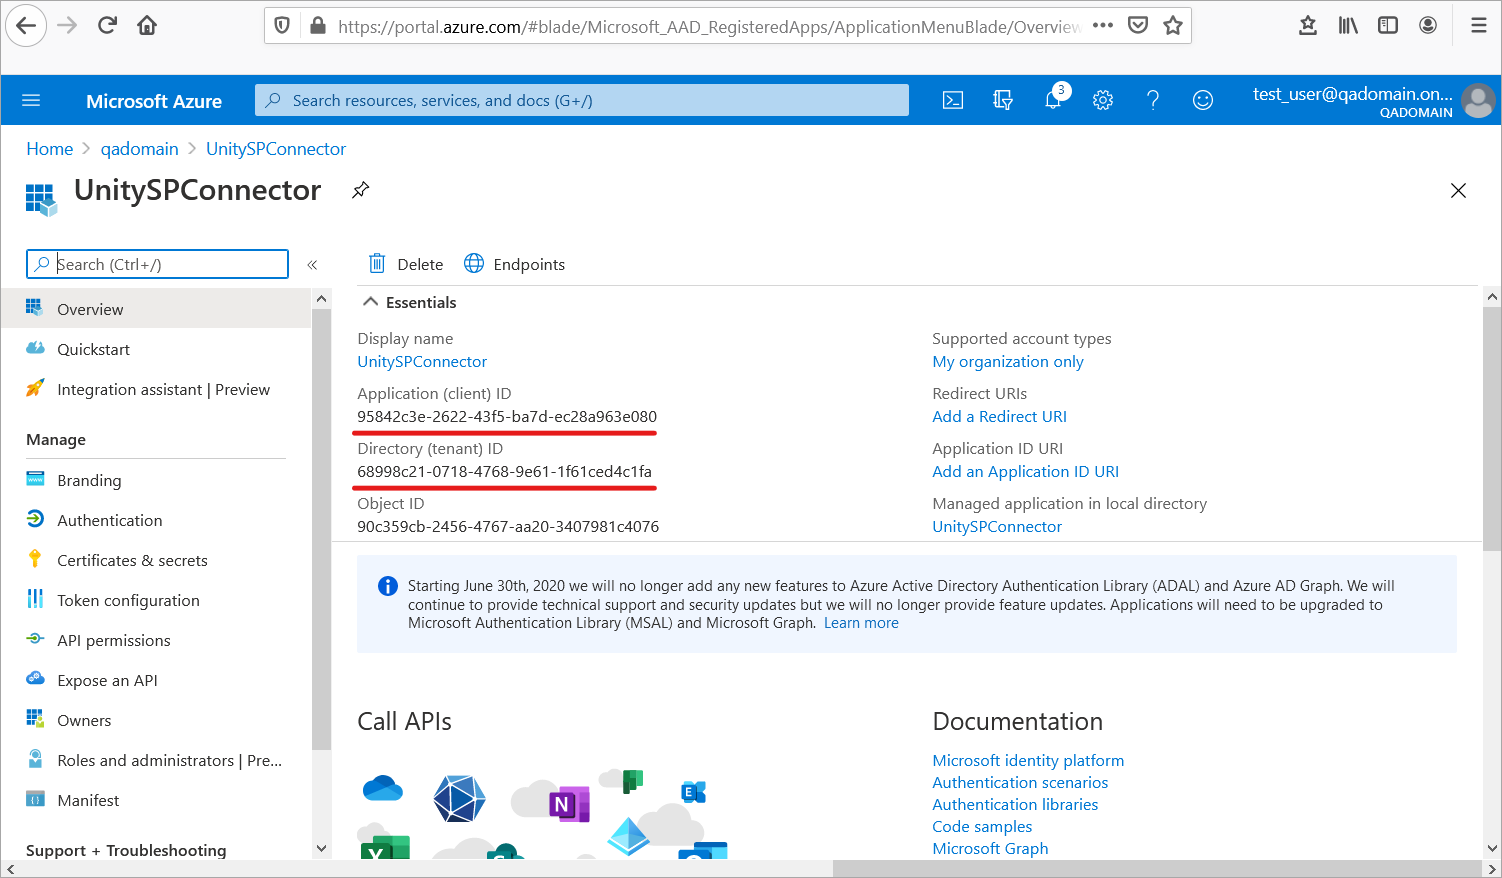 https://portal.azure.com/#blade/Microsoft_AAD_RegisteredApps/ApplicationMenuBlade/Overview
Microsoft Azure
Search resources, services, and docs (G+/)
3
test_user@qadomain.on...
QADOMAIN
Home > qadomain > UnitySPConnector
UnitySPConnector
Search (Ctrl+/)
«
Delete
Endpoints
Overview
Quickstart
Integration assistant | Preview
Manage
Branding
Authentication
Certificates & secrets
Token configuration
API permissions
Expose an API
Owners
Roles and administrators | Pre...
Manifest
Support + Troubleshooting
Essentials
Display name
UnitySPConnector
Application (client) ID
95842c3e-2622-43f5-ba7d-ec28a963e080
Directory (tenant) ID
68998c21-0718-4768-9e61-1f61ced4c1fa
Object ID
90c359cb-2456-4767-aa20-3407981c4076
Supported account types
My organization only
Redirect URIs
Add a Redirect URI
Application ID URI
Add an Application ID URI
Managed application in local directory
UnitySPConnector
Starting June 30th, 2020 we will no longer add any new features to Azure Active Directory Authentication Library (ADAL) and Azure AD Graph. We will
continue to provide technical support and security updates but we will no longer provide feature updates. Applications will need to be upgraded to
Microsoft Authentication Library (MSAL) and Microsoft Graph. Learn more
Call APIs
N
E
X
Documentation
Microsoft identity platform
Authentication scenarios
Authentication libraries
Code samples
Microsoft Graph